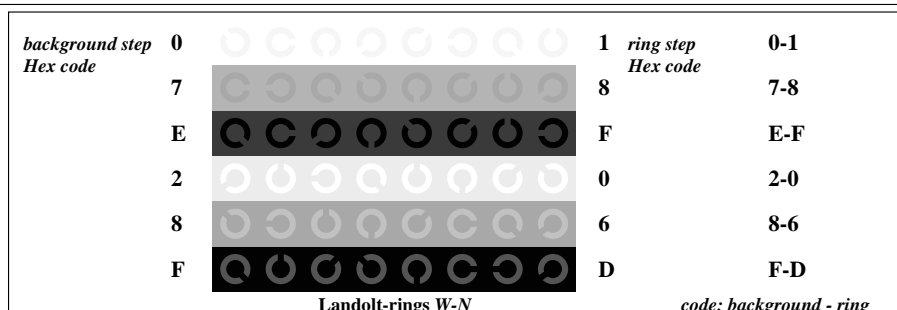 background step 0 1 ring step 0-1
Hex code Hex code
7 8 7-8
E F E-F
2 0 2-0
8 6 8-6
F D F-D
Landolt-rings W-N code: background - ring